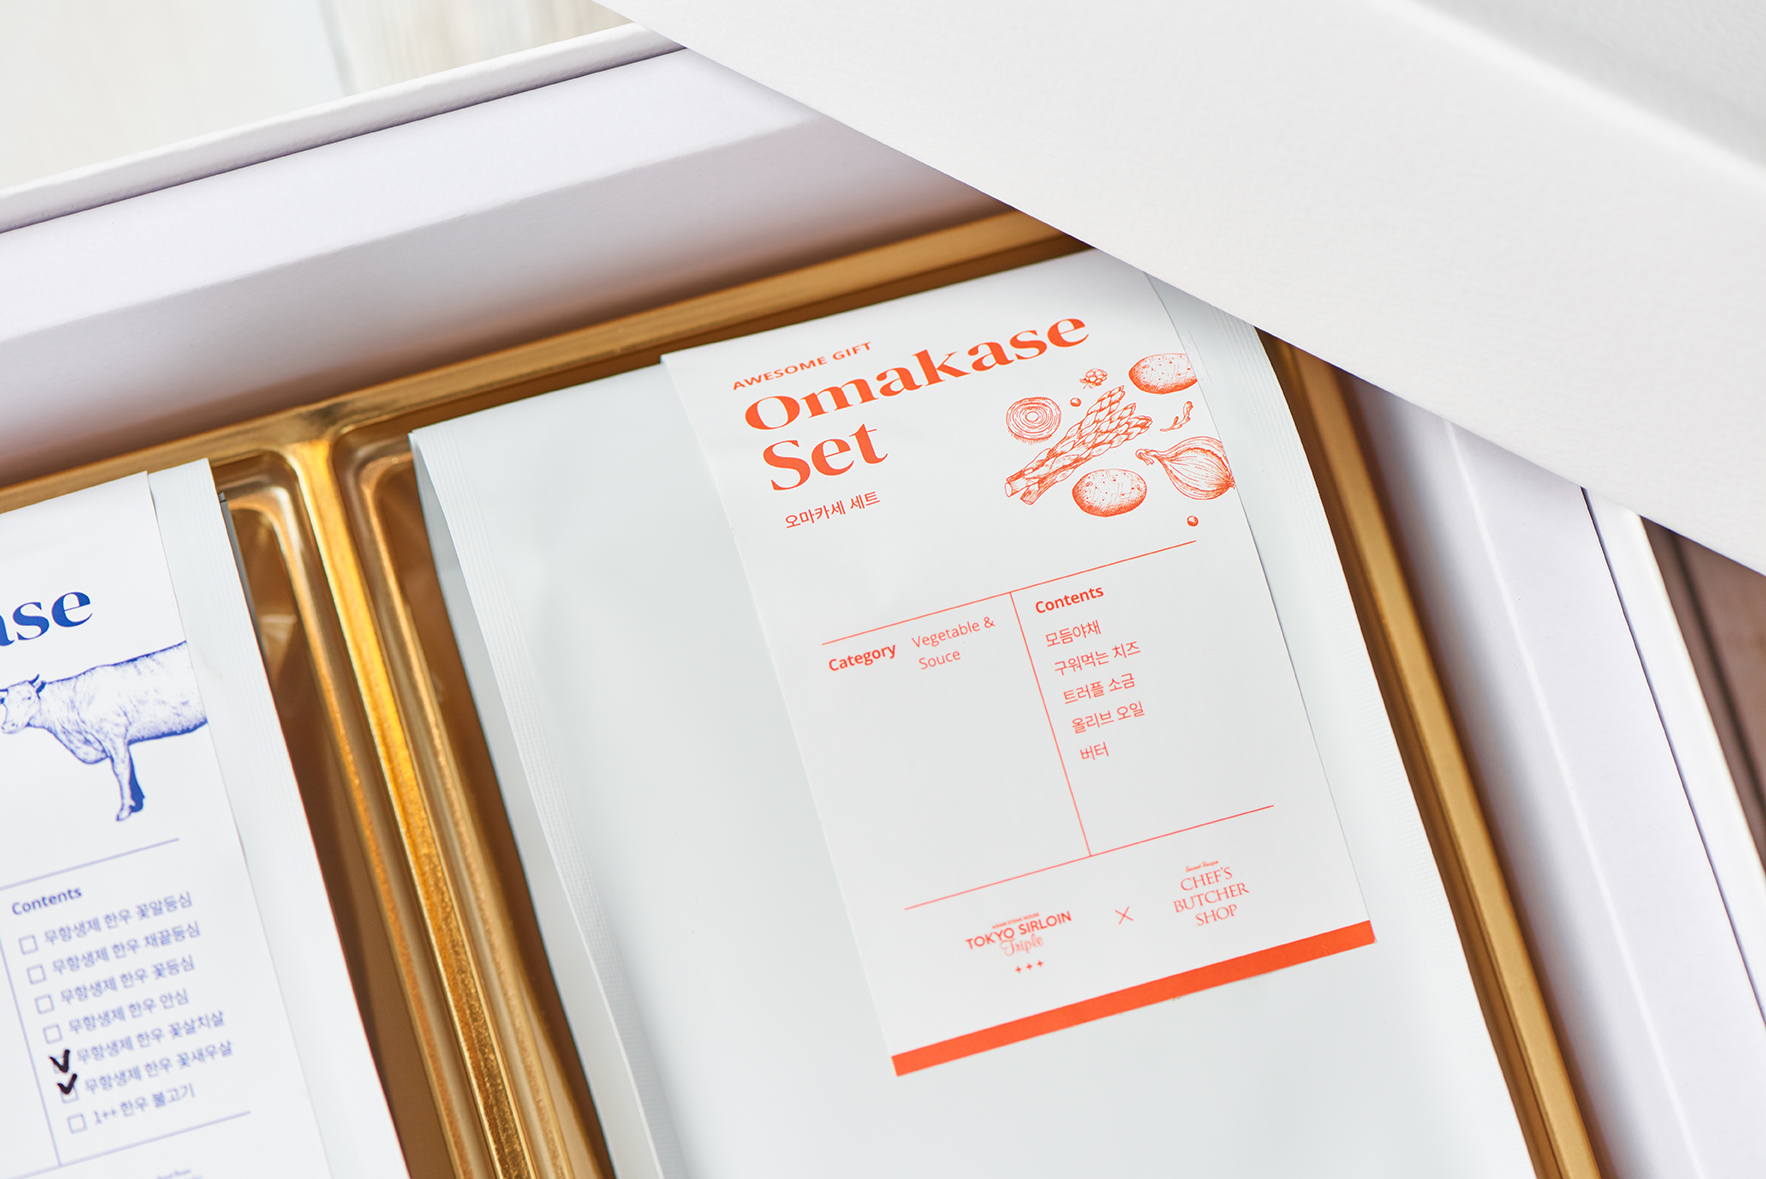 ase
Contents
무항생제 한우 꽃알등심
무항생제 한우 채끝등심
무항생제 한우 꽃등심
무항생제 한우 안심
무항생제 한우 꽃살치살
무항생제 한우 꽃새우살
1++ 한우 불고기
AWESOME GIFT
Omakase
Set
오마카세 세트
Category
Vegetable &
Souce
Contents
모듬야채
구워먹는 치즈
트러플 소금
올리브 오일
버터
TOKYO SIRLOIN
Triple
+++
×
CHEF'S
BUTCHER
SHOP